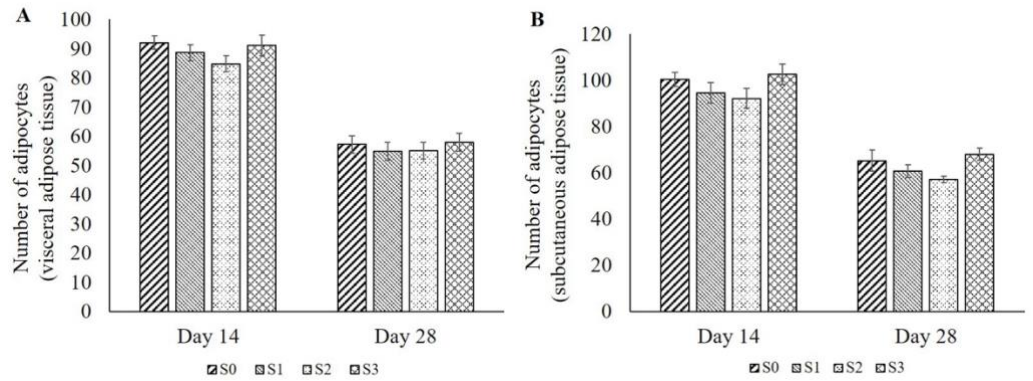 A
Number of adipocytes
(visceral adipose tissue)
100
90
80
70
60
50
40
30
20
10
0
Day 14
Day 28
S0 S1 S2 S3
B
Number of adipocytes
(subcutaneous adipose tissue)
120
100
80
60
40
20
0
Day 14
Day 28
S0 S1 S2 S3